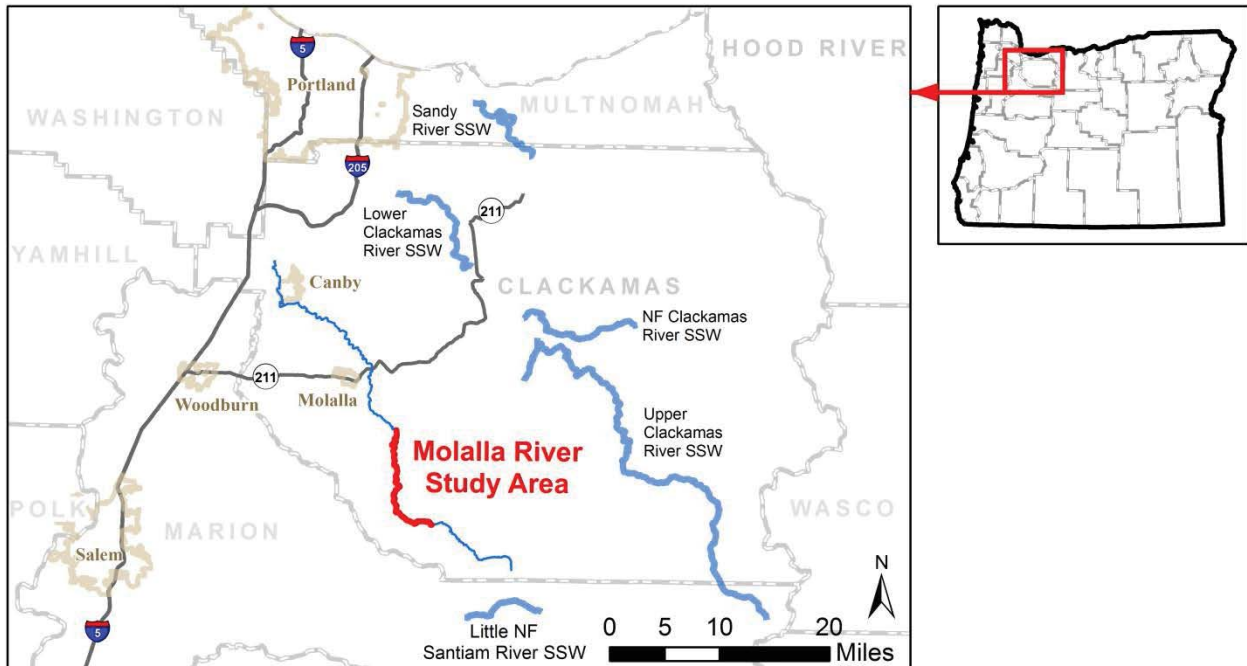 5
Portland
HOOD RIVER
WASHINGTON
MULTNOMAH
Sandy
River SSW
205
Lower
Clackamas
River SSW
211
YAMHILL
Canby
CLACKAMAS
NF Clackamas
River SSW
211
Woodburn
Molalla
Upper
Clackamas
River SSW
Molalla River
Study Area
POLK
MARION
WASCO
Salem
N
5
Little NF
Santiam River SSW
0 5 10 20
Miles